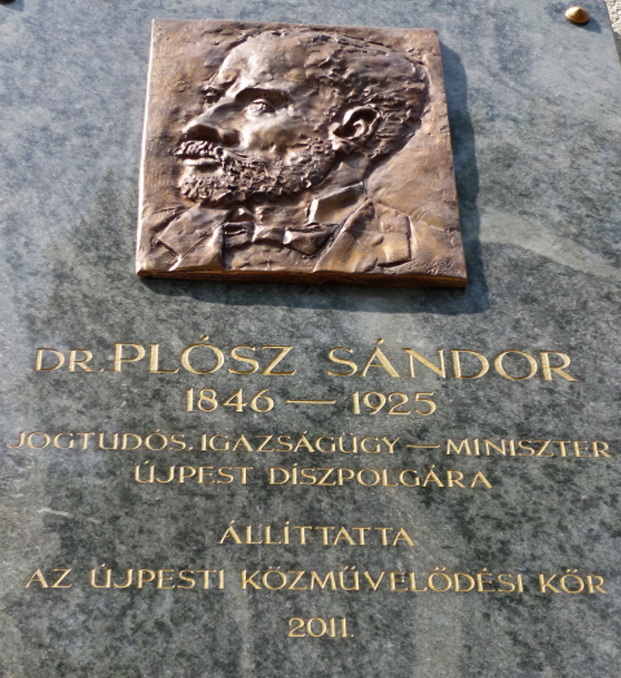 DR. PLÓSZ SÁNDOR
1846 — 1925
JOGTUDÓS, IGAZSÁGÜGY — MINISZTER
ÚJPEST DÍSZPOLGÁRA
ÁLLÍTTATTA
AZ ÚJPESTI KÖZMŰVELŐDÉSI KÖR
2011.